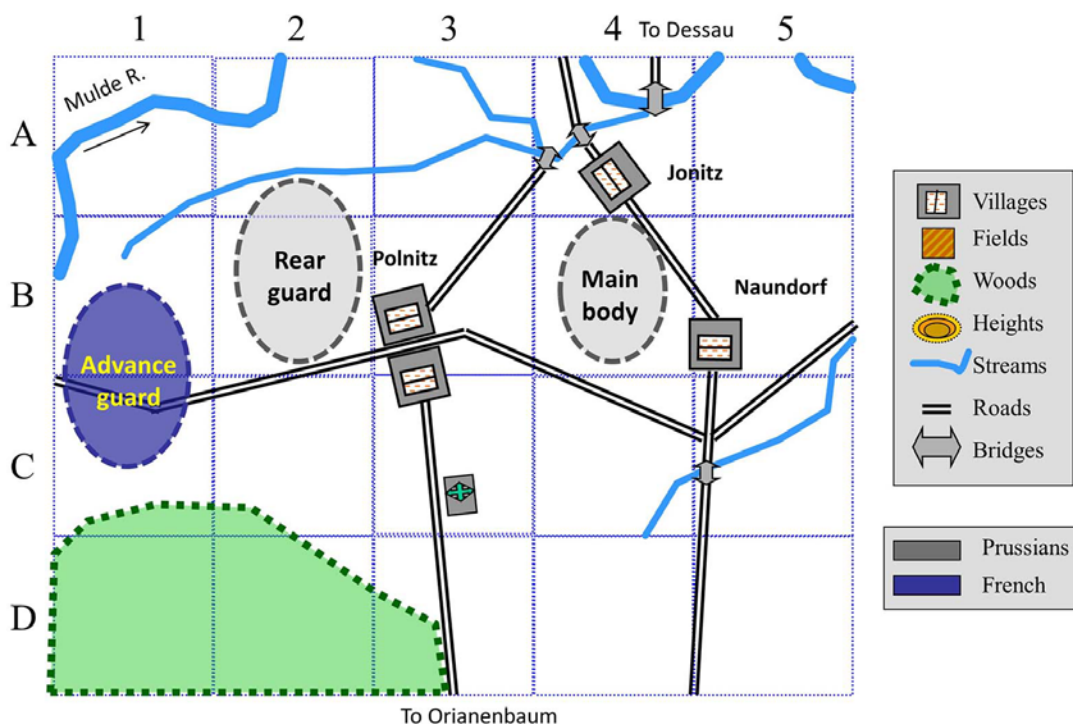 1 2 3 4 5
To Dessau
Mulde R.
A
Jonitz
Villages
Fields
Woods
Heights
Streams
Roads
Bridges
B
Rear
guard
Polnitz
Main
body
Naundorf
Advance
guard
C
Prussians
French
D
To Orianenbaum